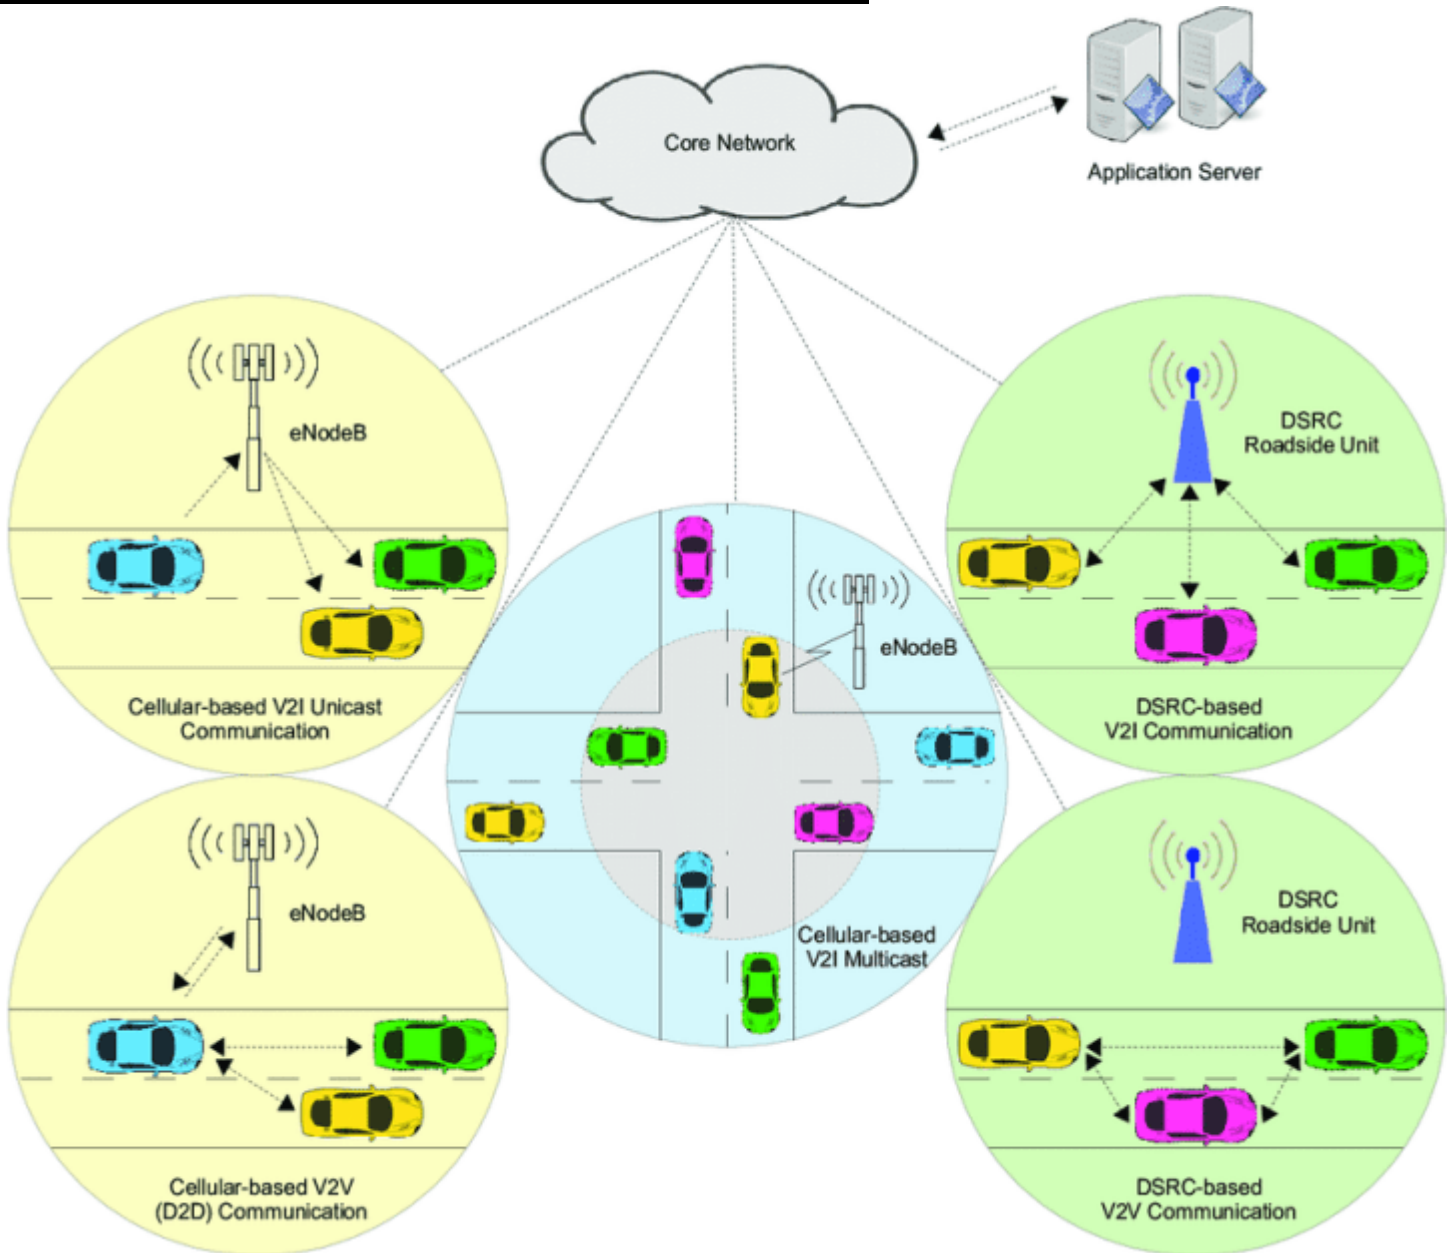 Core Network
Application Server
eNodeB
Cellular-based V2I Unicast
Communication
DSRC
Roadside Unit
DSRC-based
V2I Communication
eNodeB
Cellular-based
V2I Multicast
eNodeB
Cellular-based V2V
(D2D) Communication
DSRC
Roadside Unit
DSRC-based
V2V Communication